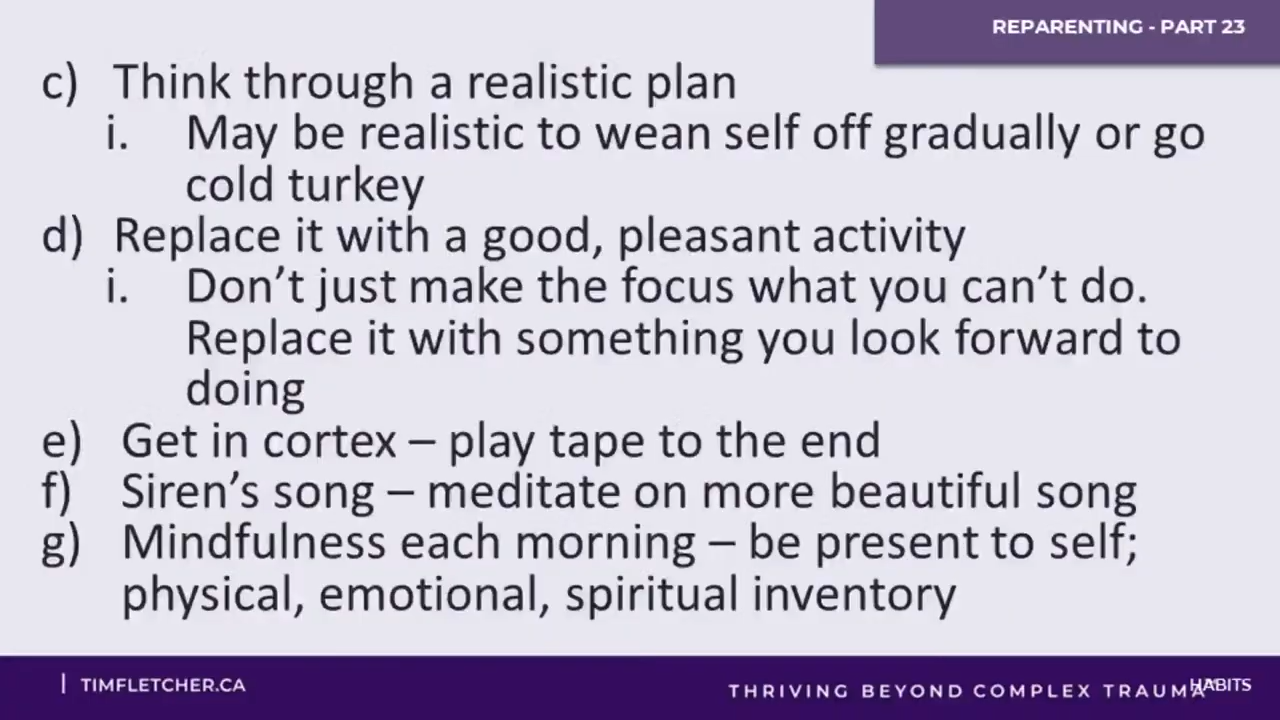 REPARENTING - PART 23
c) Think through a realistic plan
i. May be realistic to wean self off gradually or go
cold turkey
d) Replace it with a good, pleasant activity
i. Don’t just make the focus what you can’t do.
Replace it with something you look forward to
doing
e) Get in cortex – play tape to the end
f) Siren’s song – meditate on more beautiful song
g) Mindfulness each morning – be present to self;
physical, emotional, spiritual inventory
| TIMFLETCHER.CA
THRIVING BEYOND COMPLEX TRAUMA
HABITS